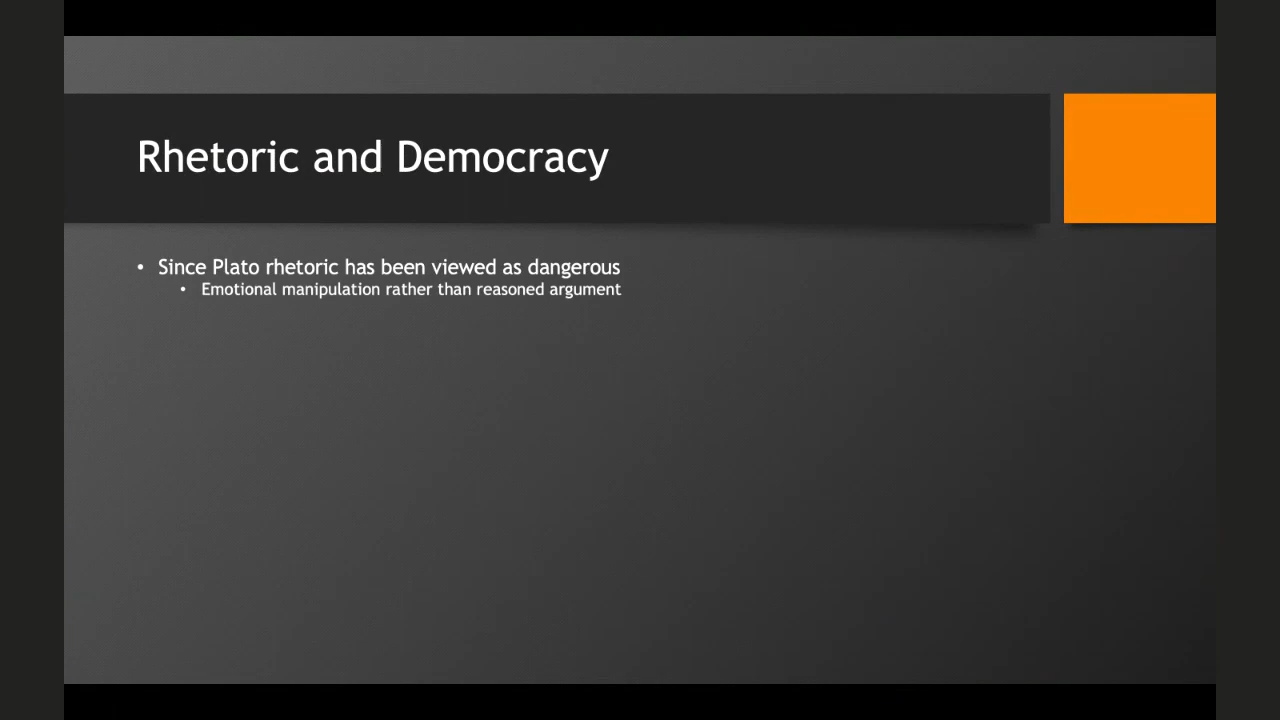 Rhetoric and Democracy
• Since Plato rhetoric has been viewed as dangerous
• Emotional manipulation rather than reasoned argument